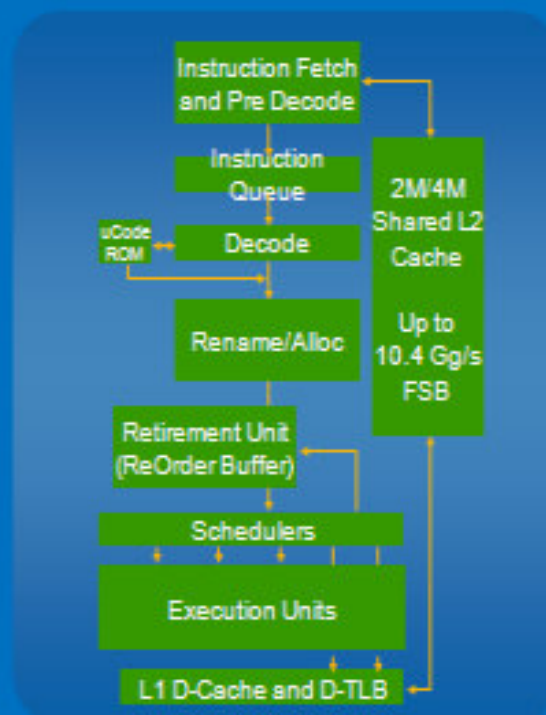 Instruction Fetch
and Pre Decode
Instruction
Queue
uCode
ROM
Decode
Rename/Alloc
Retirement Unit
(ReOrder Buffer)
Schedulers
Execution Units
L1 D-Cache and D-TLB
2M/4M
Shared L2
Cache
Up to
10.4 Gg/s
FSB